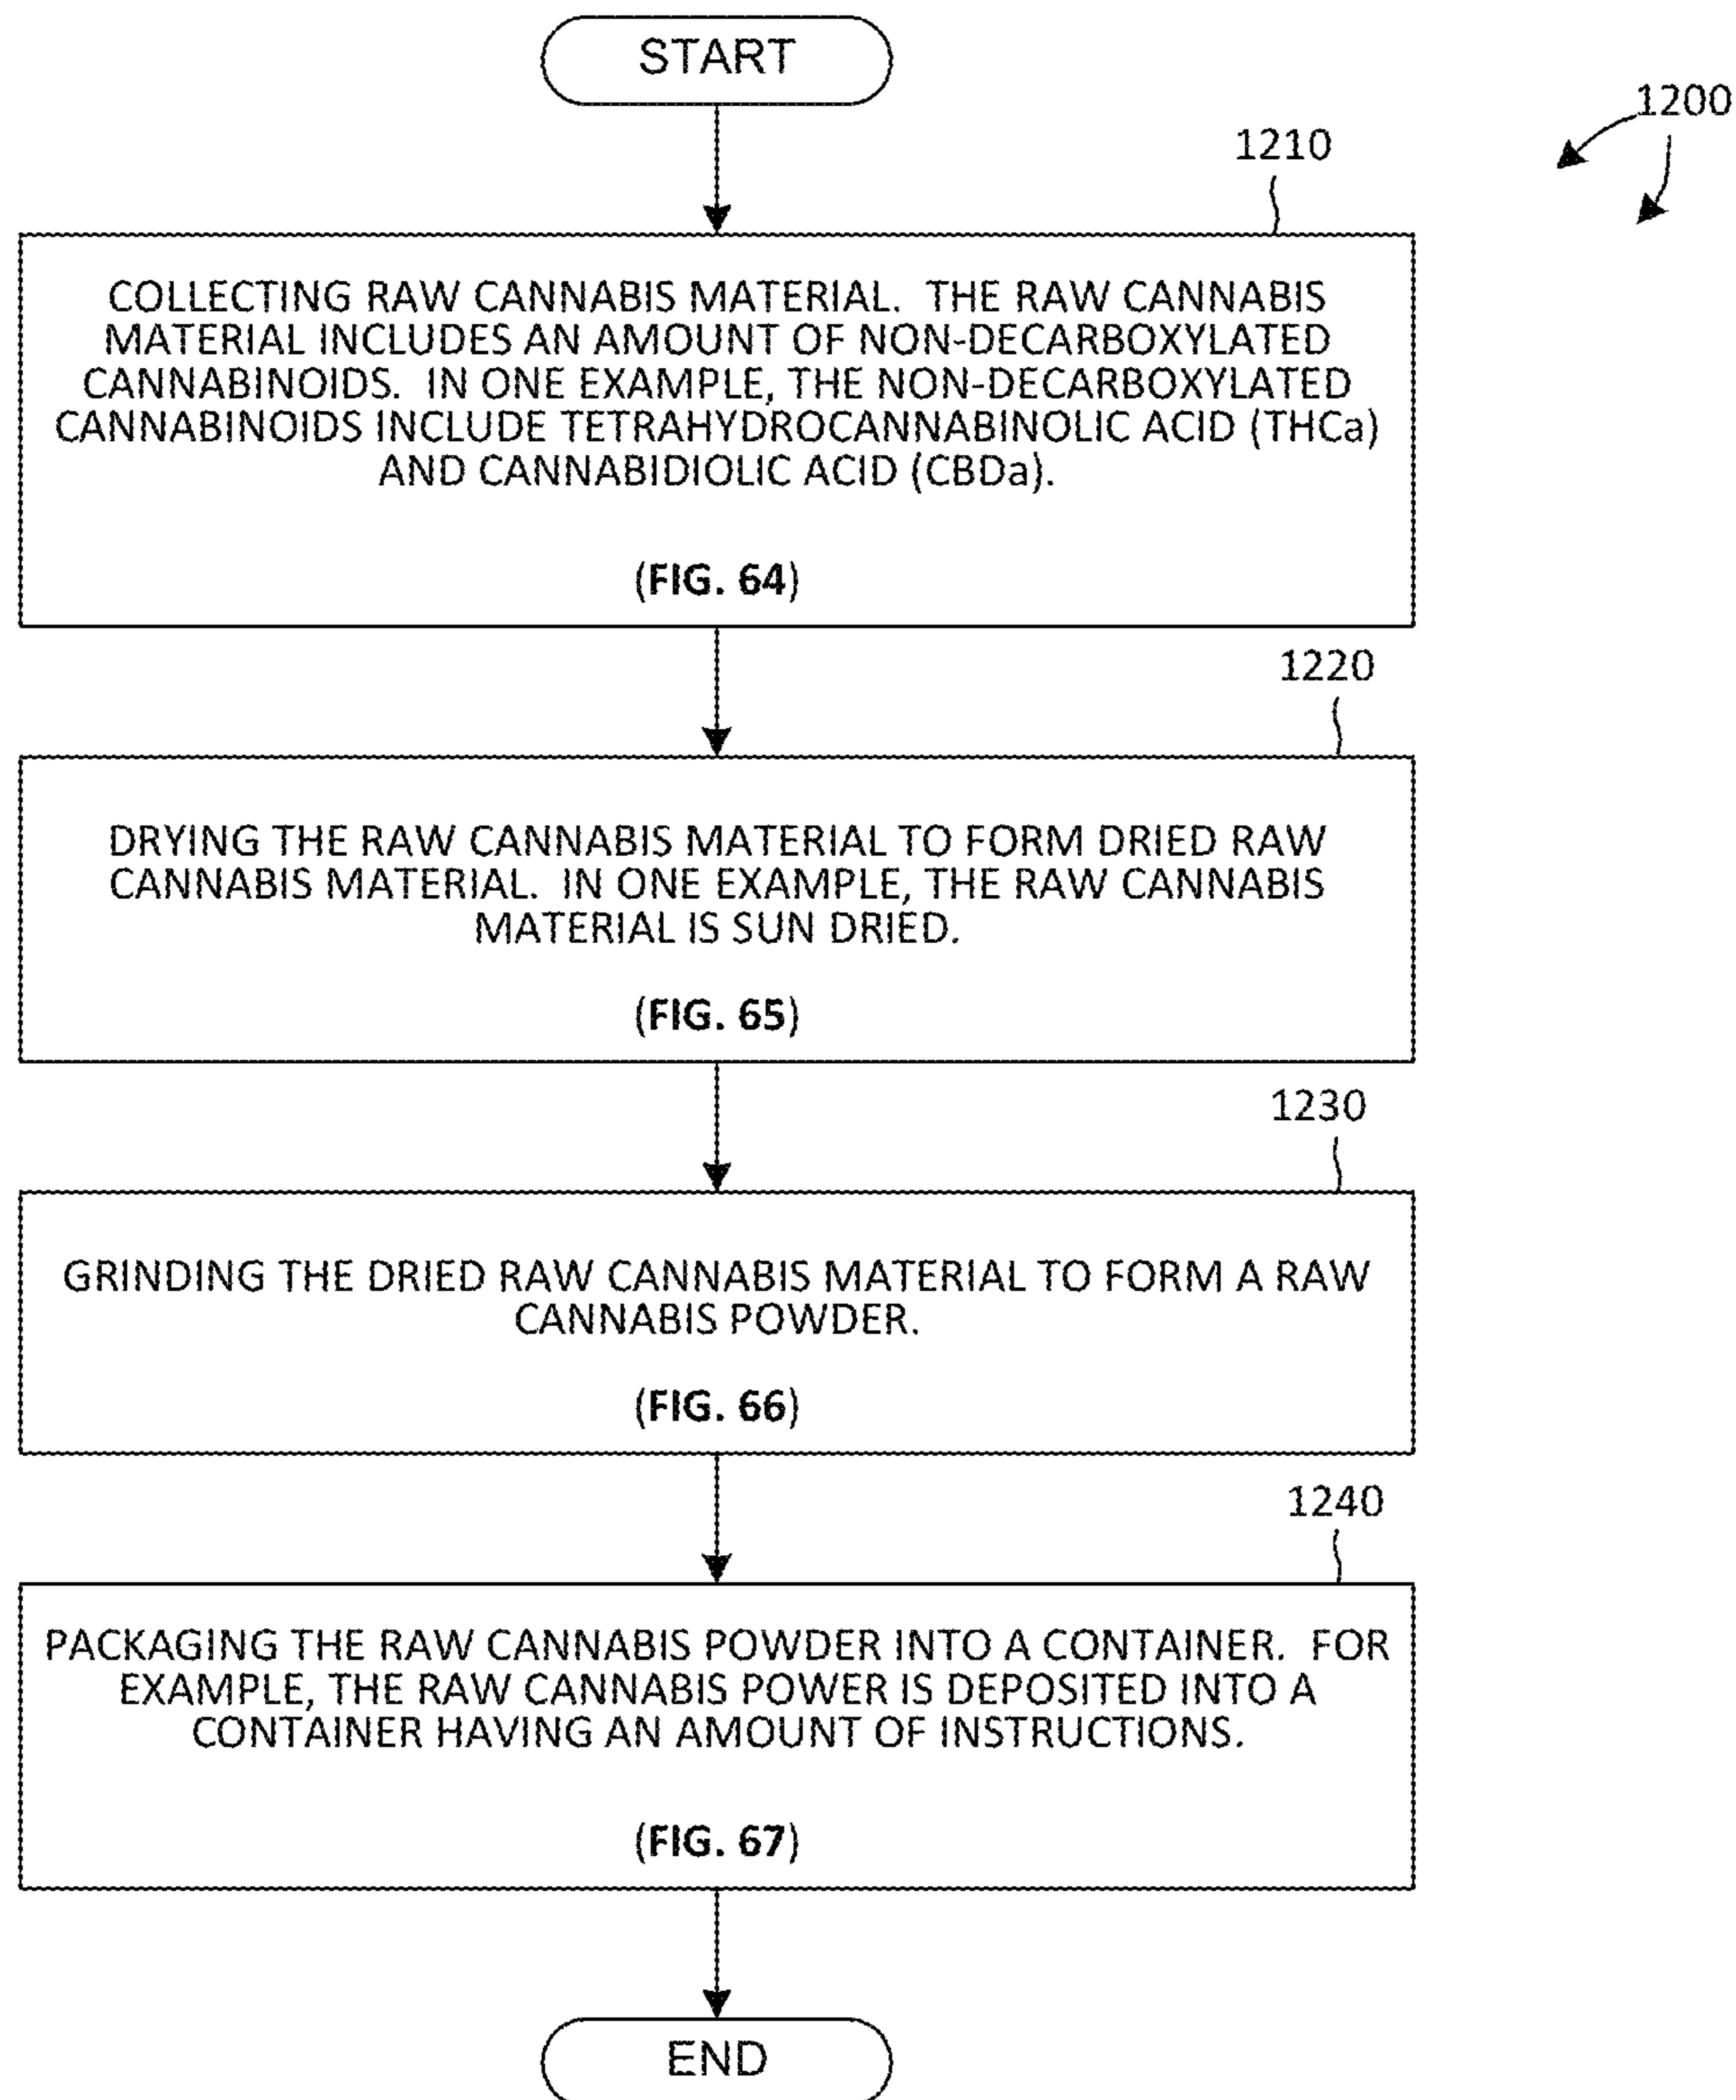 START
1200
1210
COLLECTING RAW CANNABIS MATERIAL. THE RAW CANNABIS
MATERIAL INCLUDES AN AMOUNT OF NON-DECARBOXYLATED
CANNABINOIDS. IN ONE EXAMPLE, THE NON-DECARBOXYLATED
CANNABINOIDS INCLUDE TETRAHYDROCANNABINOLIC ACID (THCa)
AND CANNABIDIOLIC ACID (CBDa).
(FIG. 64)
1220
DRYING THE RAW CANNABIS MATERIAL TO FORM DRIED RAW
CANNABIS MATERIAL. IN ONE EXAMPLE, THE RAW CANNABIS
MATERIAL IS SUN DRIED.
(FIG. 65)
1230
GRINDING THE DRIED RAW CANNABIS MATERIAL TO FORM A RAW
CANNABIS POWDER.
(FIG. 66)
1240
PACKAGING THE RAW CANNABIS POWDER INTO A CONTAINER. FOR
EXAMPLE, THE RAW CANNABIS POWER IS DEPOSITED INTO A
CONTAINER HAVING AN AMOUNT OF INSTRUCTIONS.
(FIG. 67)
END